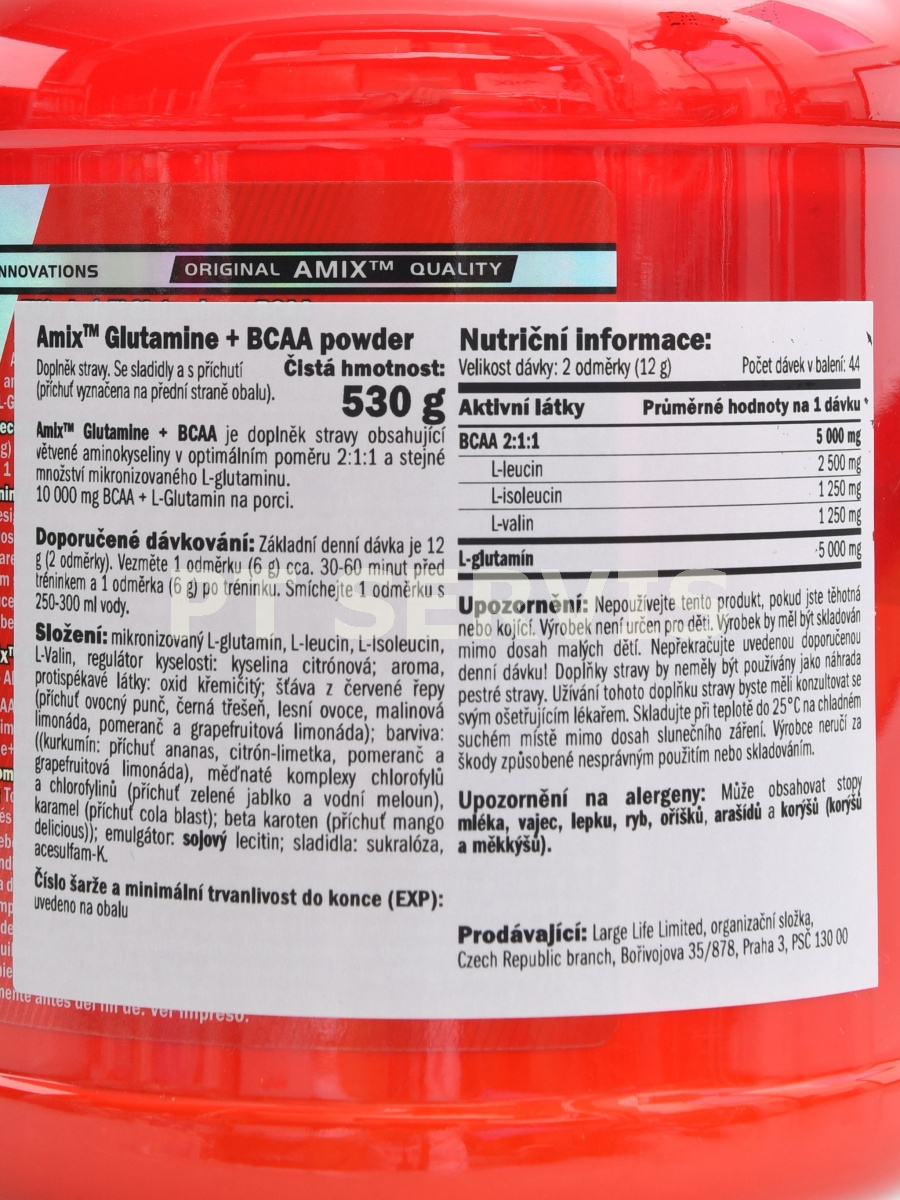 NNOVATIONS
ORIGINAL AMIX™ QUALITY
Amix™ Glutamine + BCAA powder
Doplněk stravy. Se sladidly a s příchutí
(příchuť vyznačena na přední straně obalu).
Čistá hmotnost:
530 g
Amix™ Glutamine + BCAA je doplněk stravy obsahující
větvené aminokyseliny v optimálním poměru 2:1:1 a stejné
množství mikronizovaného L-glutaminu.
10 000 mg BCAA + L-Glutamin na porci.
Doporučené dávkování: Základní denní dávka je 12
g (2 odměrky). Vezměte 1 odměrku (6 g) cca. 30-60 minut před
tréninkem a 1 odměrka (6 g) po tréninku. Smíchejte 1 odměrku s
250-300 ml vody.
Složení: mikronizovaný L-glutamín, L-leucin, L-Isoleucin,
L-Valin, regulátor kyselosti: kyselina citrónová; aroma,
protispékavé látky: oxid křemičitý; šťáva z červené řepy
(příchuť ovocný punč, černá třešeň, lesní ovoce, malinová
limonáda, pomeranč a grapefruitová limonáda); barviva:
((kurkumín: příchuť ananas, citrón-limetka, pomeranč a
grapefruitová limonáda), měďnaté komplexy chlorofylů
a chlorofylinů (příchuť zelené jablko a vodní meloun),
karamel (příchuť cola blast); beta karoten (příchuť mango
delicious)); emulgátor: sojový lecitin; sladidla: sukralóza,
acesulfam-K.
Číslo šarže a minimální trvanlivost do konce (EXP):
uvedeno na obalu
Nutriční informace:
Velikost dávky: 2 odměrky (12 g) Počet dávek v balení: 44
Aktivní látky Průměrné hodnoty na 1 dávku
BCAA 2:1:1 5 000 mg
L-leucin 2 500 mg
L-isoleucin 1 250 mg
L-valin 1 250 mg
L-glutamín 5 000 mg
Upozornění: Nepoužívejte tento produkt, pokud jste těhotná
nebo kojící. Výrobek není určen pro děti. Výrobek by měl být skladován
mimo dosah malých dětí. Nepřekračujte uvedenou doporučenou
denní dávku! Doplňky stravy by neměly být používány jako náhrada
pestré stravy. Užívání tohoto doplňku stravy byste měli konzultovat se
svým ošetřujícím lékařem. Skladujte při teplotě do 25°C na chladném
suchém místě mimo dosah slunečního záření. Výrobce neručí za
škody způsobené nesprávným použitím nebo skladováním.
Upozornění na alergeny: Může obsahovat stopy
mléka, vajec, lepku, ryb, oříšků, arašídů a korýšů (korýšů
a měkkýšů).
Prodávající: Large Life Limited, organizační složka,
Czech Republic branch, Bořivojova 35/878, Praha 3, PSČ 130 00
PT SERVIS